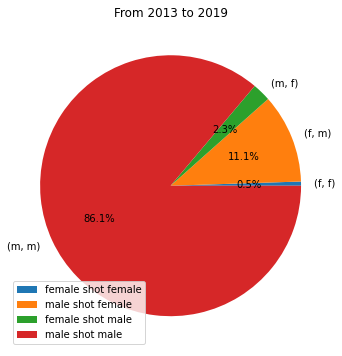 From 2013 to 2019
(m, f)
2.3%
(f, m)
11.1%
(f, f)
0.5%
86.1%
(m, m)
female shot female
male shot female
female shot male
male shot male